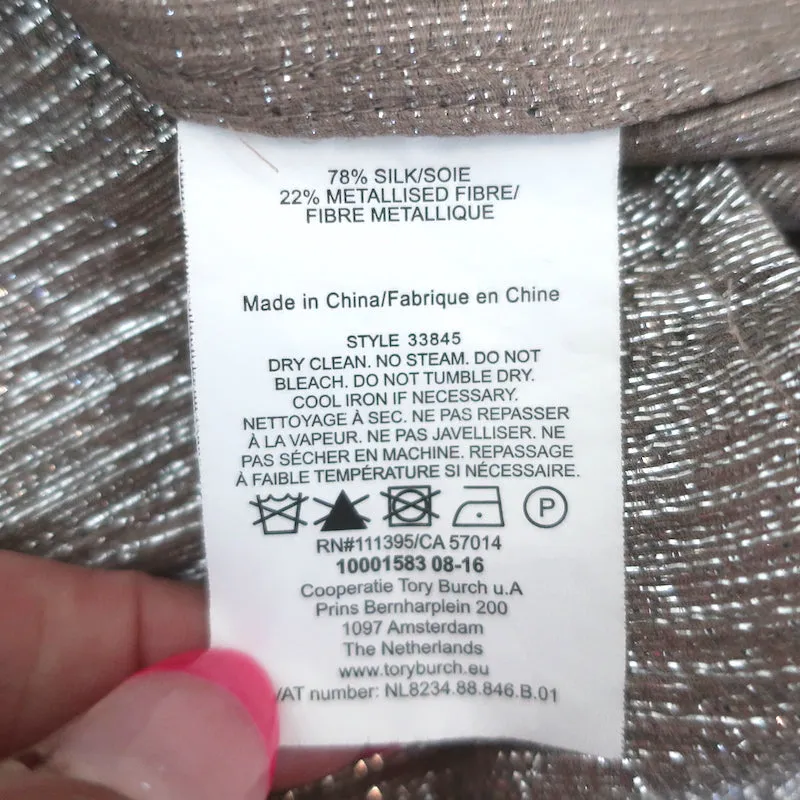 78% SILK/SOIE
22% METALLISED FIBRE/
FIBRE METALLIQUE
Made in China/Fabrique en Chine
STYLE 33845
DRY CLEAN. NO STEAM. DO NOT
BLEACH. DO NOT TUMBLE DRY.
COOL IRON IF NECESSARY.
NETTOYAGE À SEC. NE PAS REPASSER
À LA VAPEUR. NE PAS JAVELLISER. NE
PAS SÉCHER EN MACHINE. REPASSAGE
À FAIBLE TEMPÉRATURE SI NÉCESSAIRE.
P
RN#111395/CA 57014
10001583 08-16
Cooperatie Tory Burch u.A
Prins Bernharplein 200
1097 Amsterdam
The Netherlands
www.toryburch.eu
VAT number: NL8234.88.846.B.01